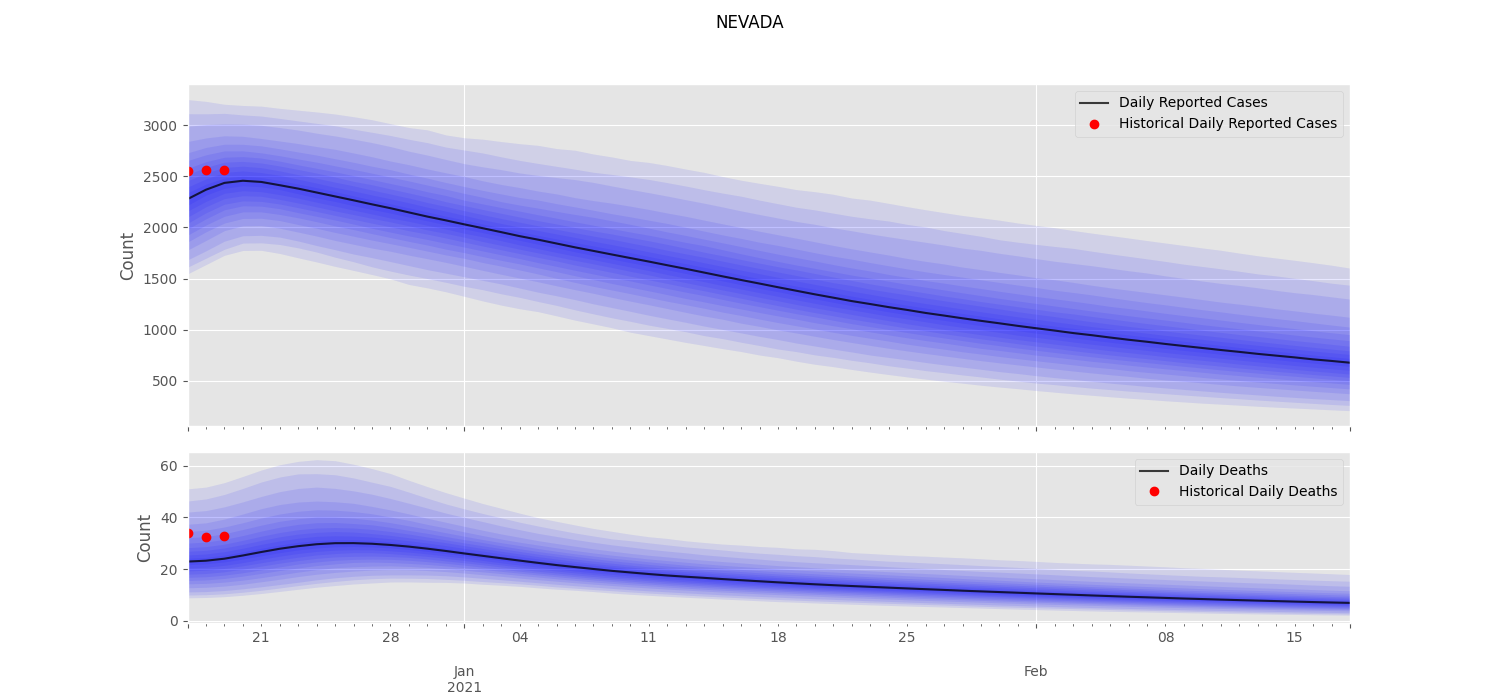 NEVADA
Daily Reported Cases
Historical Daily Reported Cases
Count
3000
2500
2000
1500
1000
500
Daily Deaths
Historical Daily Deaths
Count
60
40
20
0
21 28 04 11 18 25 08 15
Jan Feb
2021